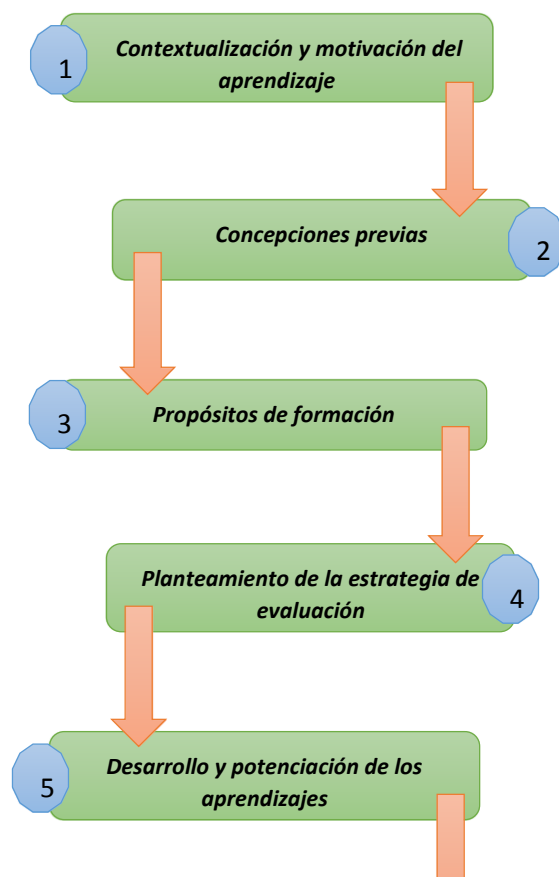 1
Contextualización y motivación del
aprendizaje
Concepciones previas
2
3
Propósitos de formación
Planteamiento de la estrategia de
evaluación
4
5
Desarrollo y potenciación de los
aprendizajes